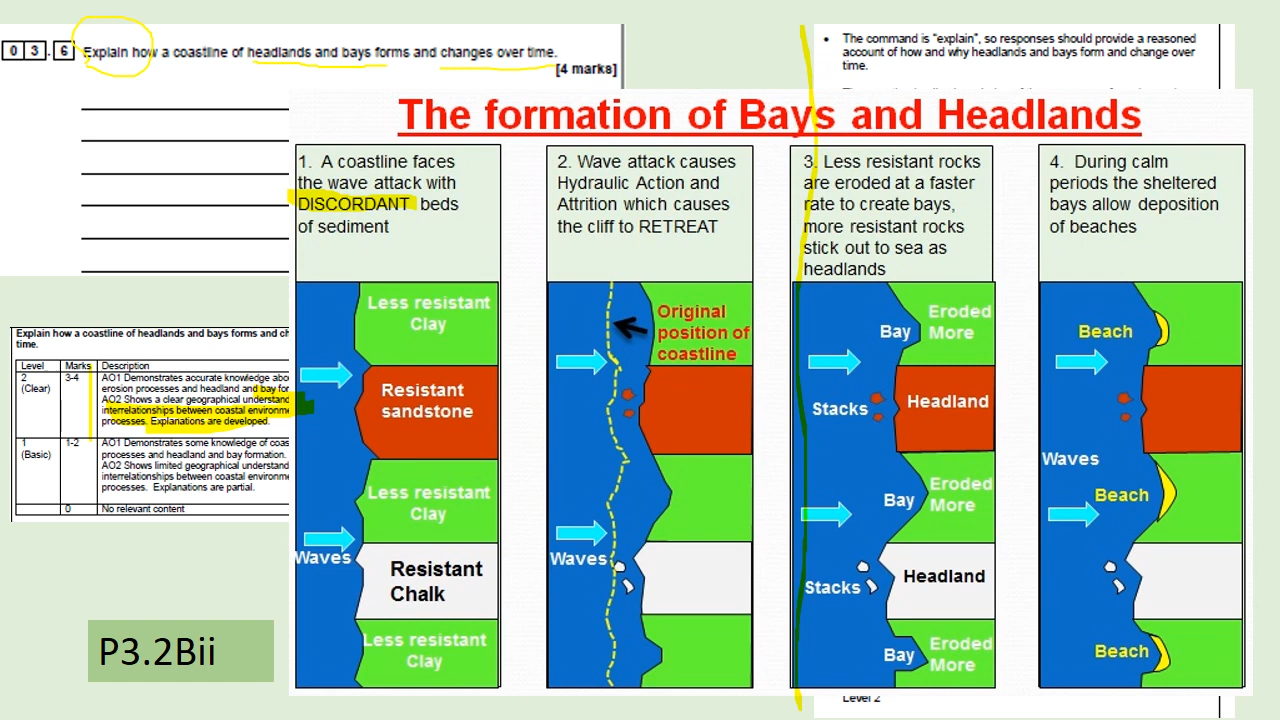 0 3 . 6 Explain how a coastline of headlands and bays forms and changes over time.
[4 marks]
• The command is "explain", so responses should provide a reasoned
account of how and why headlands and bays form and change over
time.
The formation of Bays and Headlands
1. A coastline faces
the wave attack with
DISCORDANT beds
of sediment
Less resistant
Clay
Resistant
sandstone
Less resistant
Clay
Waves
Resistant
Chalk
Less resistant
Clay
2. Wave attack causes
Hydraulic Action and
Attrition which causes
the cliff to RETREAT
Original
position of
coastline
Waves
3. Less resistant rocks
are eroded at a faster
rate to create bays,
more resistant rocks
stick out to sea as
headlands
Bay
Eroded
More
Stacks
Headland
Bay
Eroded
More
Stacks
Headland
Bay
Eroded
More
4. During calm
periods the sheltered
bays allow deposition
of beaches
Beach
Waves
Beach
Beach
Explain how a coastline of headlands and bays forms and
time.
Level Marks Description
2 3-4 AO1 Demonstrates accurate knowledge
(Clear) erosion processes and headland and bay
AO2 Shows a clear geographical
interrelationships between coastal
processes. Explanations are developed.
1 1-2 AO1 Demonstrates some knowledge of
(Basic) processes and headland and bay formation.
AO2 Shows limited geographical
interrelationships between coastal
processes. Explanations are partial.
0 No relevant content
P3.2Bii
Level 2